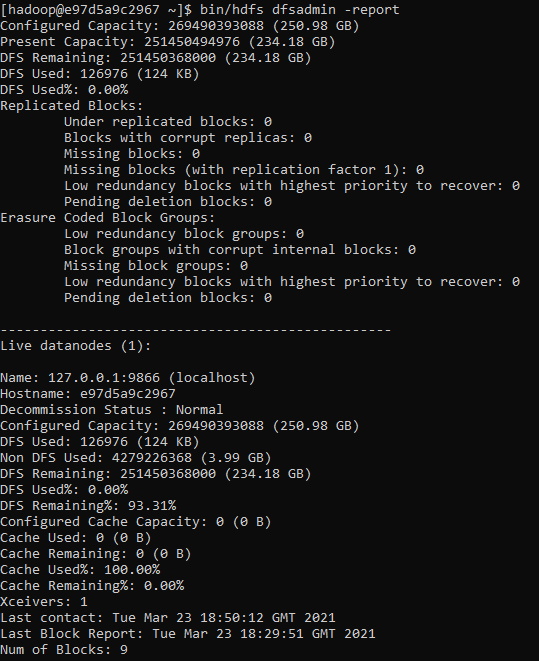 [hadoop@e97d5a9c2967 ~]$ bin/hdfs dfsadmin -report
Configured Capacity: 269490393088 (250.98 GB)
Present Capacity: 251450494976 (234.18 GB)
DFS Remaining: 251450368000 (234.18 GB)
DFS Used: 126976 (124 KB)
DFS Used%: 0.00%
Replicated Blocks:
        Under replicated blocks: 0
        Blocks with corrupt replicas: 0
        Missing blocks: 0
        Missing blocks (with replication factor 1): 0
        Low redundancy blocks with highest priority to recover: 0
        Pending deletion blocks: 0
Erasure Coded Block Groups:
        Low redundancy block groups: 0
        Block groups with corrupt internal blocks: 0
        Missing block groups: 0
        Low redundancy blocks with highest priority to recover: 0
        Pending deletion blocks: 0
-------------------------------------------------
Live datanodes (1):
Name: 127.0.0.1:9866 (localhost)
Hostname: e97d5a9c2967
Decommission Status : Normal
Configured Capacity: 269490393088 (250.98 GB)
DFS Used: 126976 (124 KB)
Non DFS Used: 4279226368 (3.99 GB)
DFS Remaining: 251450368000 (234.18 GB)
DFS Used%: 0.00%
DFS Remaining%: 93.31%
Configured Cache Capacity: 0 (0 B)
Cache Used: 0 (0 B)
Cache Remaining: 0 (0 B)
Cache Used%: 100.00%
Cache Remaining%: 0.00%
Xceivers: 1
Last contact: Tue Mar 23 18:50:12 GMT 2021
Last Block Report: Tue Mar 23 18:29:51 GMT 2021
Num of Blocks: 9